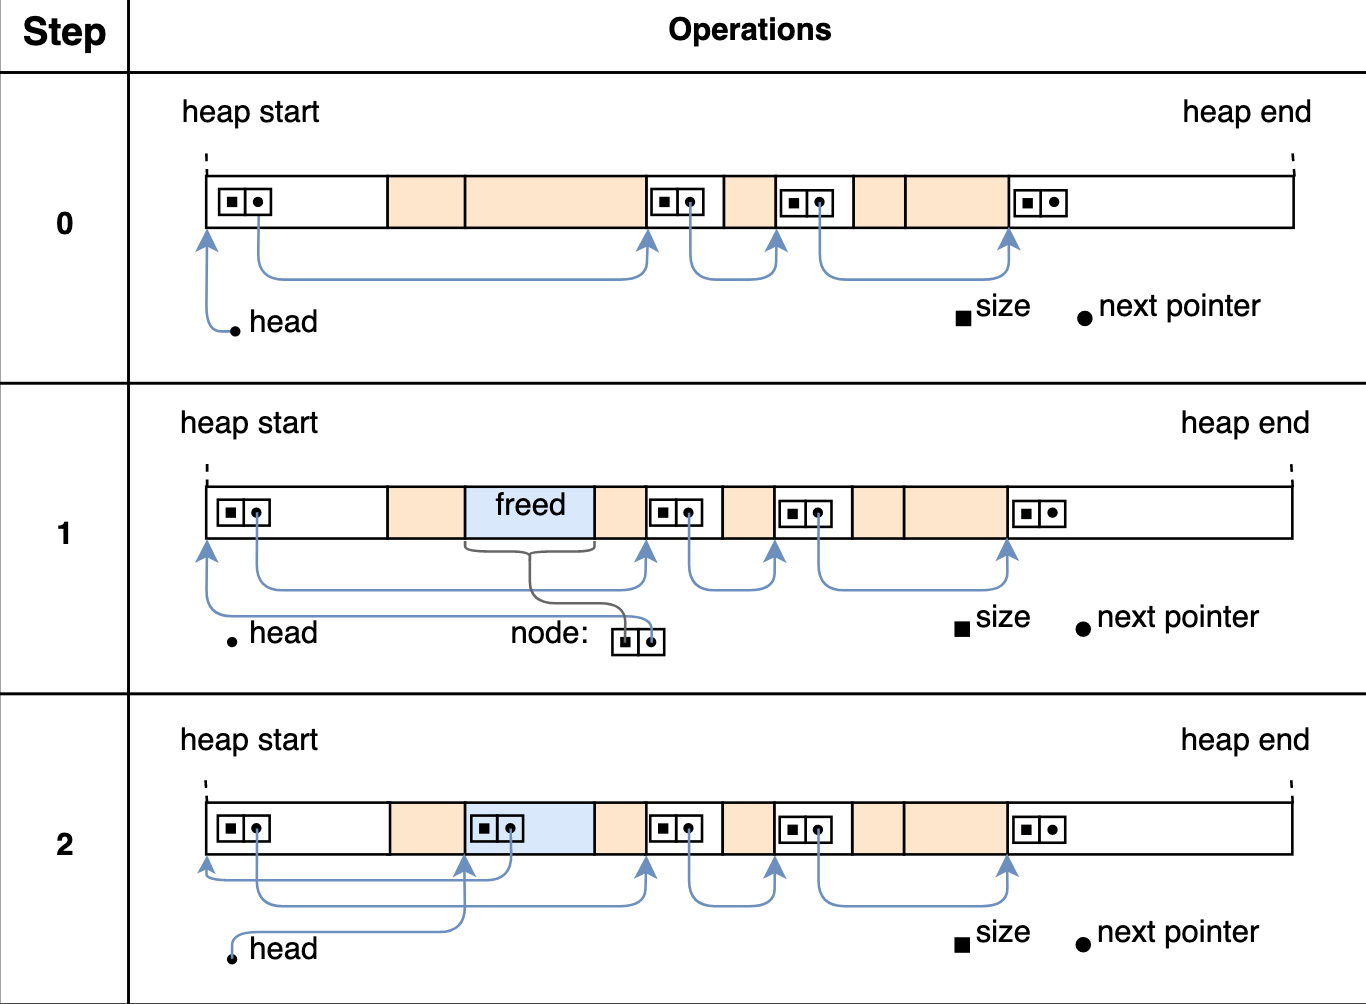 Step
Operations
0
heap start
heap end
head
size
next pointer
1
heap start
heap end
freed
head
node:
size
next pointer
2
heap start
heap end
head
size
next pointer